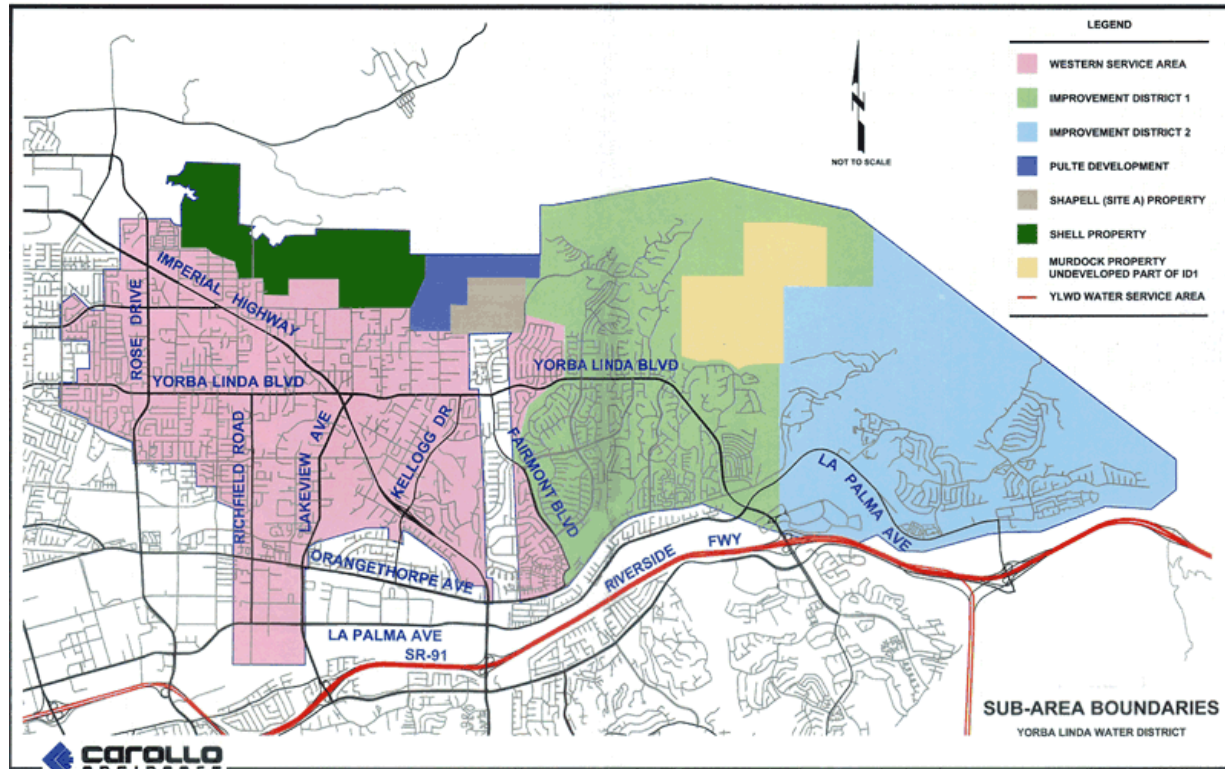 LEGEND
WESTERN SERVICE AREA
IMPROVEMENT DISTRICT 1
IMPROVEMENT DISTRICT 2
PULTE DEVELOPMENT
SHAPELL (SITE A) PROPERTY
SHELL PROPERTY
MURDOCK PROPERTY
UNDEVELOPED PART OF ID1
YLWD WATER SERVICE AREA
N
NOT TO SCALE
IMPERIAL HIGHWAY
ROSE DRIVE
YORBA LINDA BLVD
YORBA LINDA BLVD
RICHFIELD ROAD
LAKEVIEW AVE
KELLOGG DR
FAIRMONT BLVD
LA PALMA AVE
ORANGETHORPE AVE
RIVERSIDE FWY
LA PALMA AVE
SR-91
SUB-AREA BOUNDARIES
YORBA LINDA WATER DISTRICT
carollo